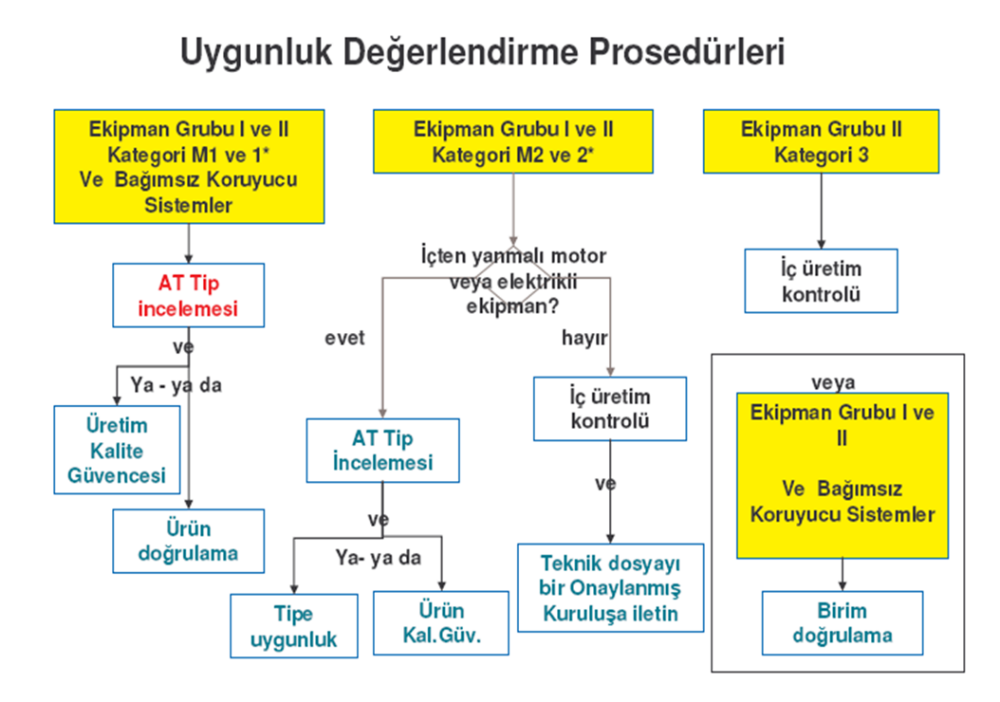 Uygunluk Değerlendirme Prosedürleri
Ekipman Grubu I ve II
Kategori M1 ve 1*
Ve Bağımsız Koruyucu
Sistemler
AT Tip
incelemesi
ve
Ya - ya da
Üretim
Kalite
Güvencesi
Ürün
doğrulama
Ekipman Grubu I ve II
Kategori M2 ve 2*
İçten yanmalı motor
veya elektrikli
ekipman?
evet
hayır
AT Tip
İncelemesi
ve
Ya- ya da
Tipe
uygunluk
Ürün
Kal.Güv.
İç üretim
kontrolü
ve
Teknik dosyayı
bir Onaylanmış
Kuruluşa iletin
Ekipman Grubu II
Kategori 3
İç üretim
kontrolü
veya
Ekipman Grubu I ve
II
Ve Bağımsız
Koruyucu Sistemler
Birim
doğrulama